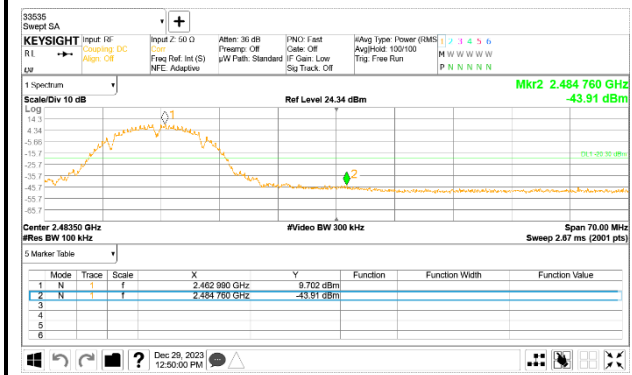 33535
Swept SA
KEYSIGHT Input: RF Input Z: 50 Ω Atten: 36 dB PNO: Fast #Avg Type: Power (RMS 1 2 3 4 5 6
RL Coupling: DC Corr Preamp: Off Gate: Off Avg|Hold: 100/100 M W W W W W
Align: Off Freq Ref: Int (S) µW Path: Standard IF Gain: Low Trig: Free Run
NFE: Adaptive Sig Track: Off P N N N N N
1 Spectrum
Mkr2 2.484 760 GHz
Scale/Div 10 dB Ref Level 24.34 dBm -43.91 dBm
Log
14.3
4.34
-5.66
-15.7
-25.7
-35.7
-45.7
-55.7
-65.7
1
2
Center 2.48350 GHz #Video BW 300 kHz Span 70.00 MHz
#Res BW 100 kHz Sweep 2.67 ms (2001 pts)
5 Marker Table
Mode Trace Scale X Y Function Function Width Function Value
1 N 1 f 2.462 990 GHz 9.702 dBm
2 N 1 f 2.484 760 GHz -43.91 dBm
3
4
5
6
? Dec 29, 2023
12:50:00 PM